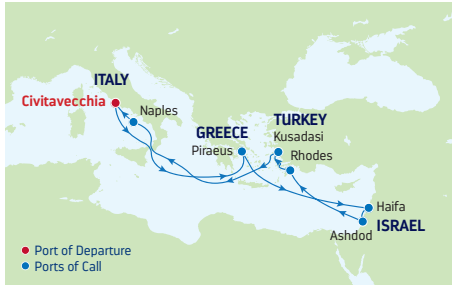 ITALY
Civitavecchia
Naples
GREECE
Piraeus
TURKEY
Kusadasi
Rhodes
Haifa
ISRAEL
Ashdod
Port of Departure
Ports of Call